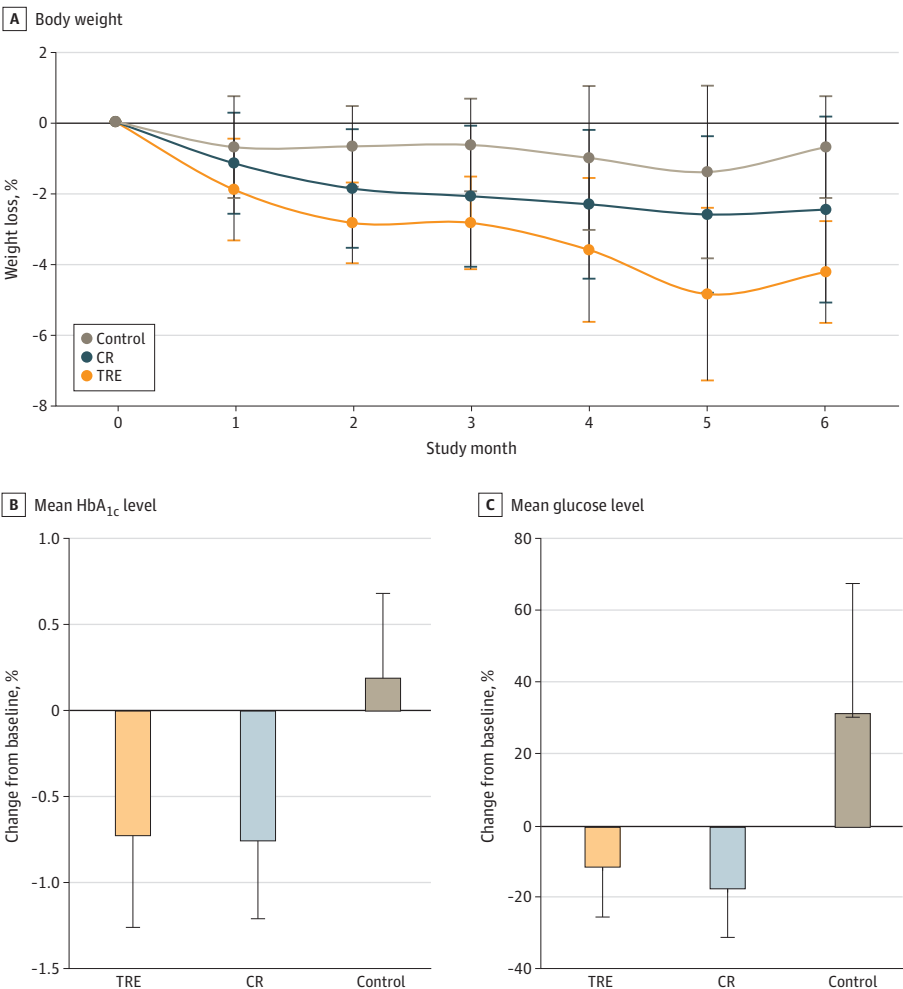 A Body weight
2
0
-2
-4
-6
-8
Weight loss, %
Control
CR
TRE
0 1 2 3 4 5 6
Study month
B Mean HbA1c level
1.0
0.5
0
-0.5
-1.0
-1.5
Change from baseline, %
TRE CR Control
C Mean glucose level
80
60
40
20
0
-20
-40
Change from baseline, %
TRE CR Control